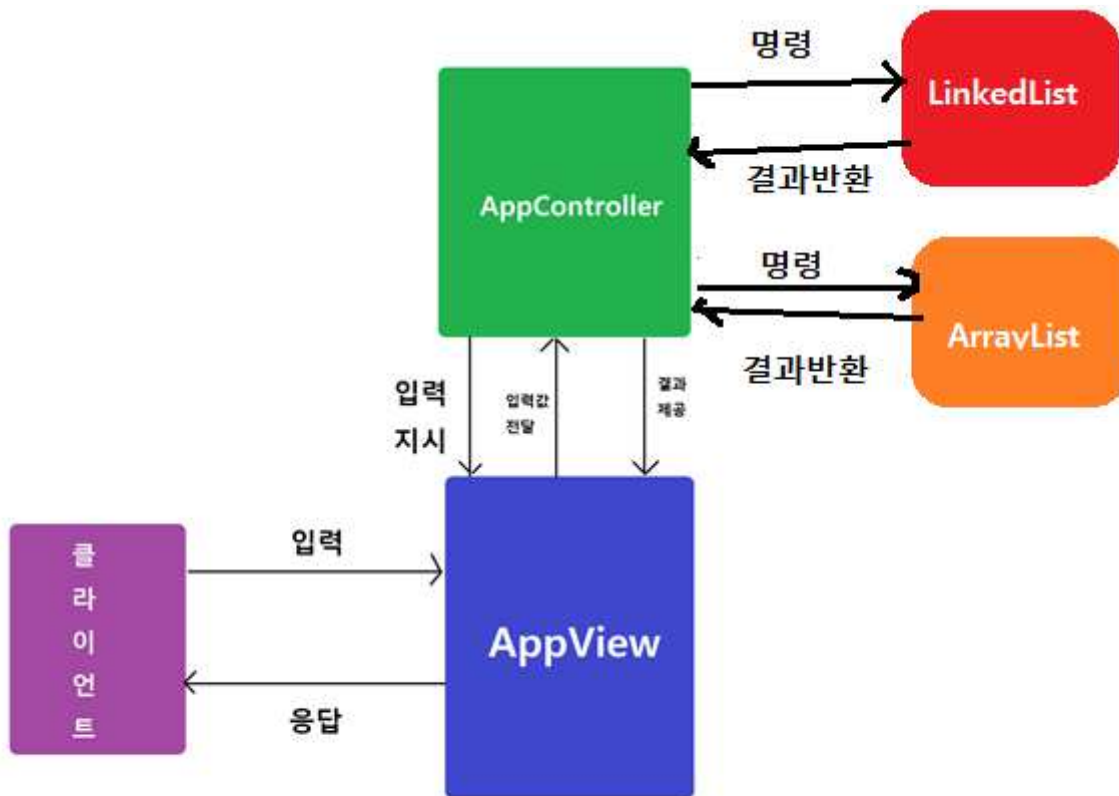 명령
LinkedList
결과반환
AppController
명령
ArrayList
결과반환
입력
지시
입력값
전달
결과
제공
클
라
이
언
트
입력
AppView
응답